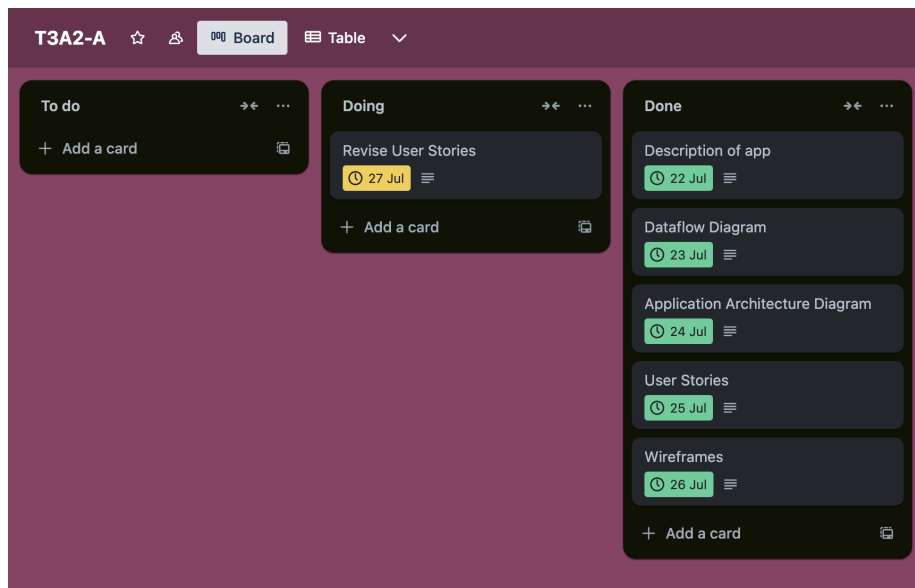 T3A2-A Board Table
To do
Add a card
Doing
Revise User Stories
27 Jul
Add a card
Done
Description of app
22 Jul
Dataflow Diagram
23 Jul
Application Architecture Diagram
24 Jul
User Stories
25 Jul
Wireframes
26 Jul
Add a card